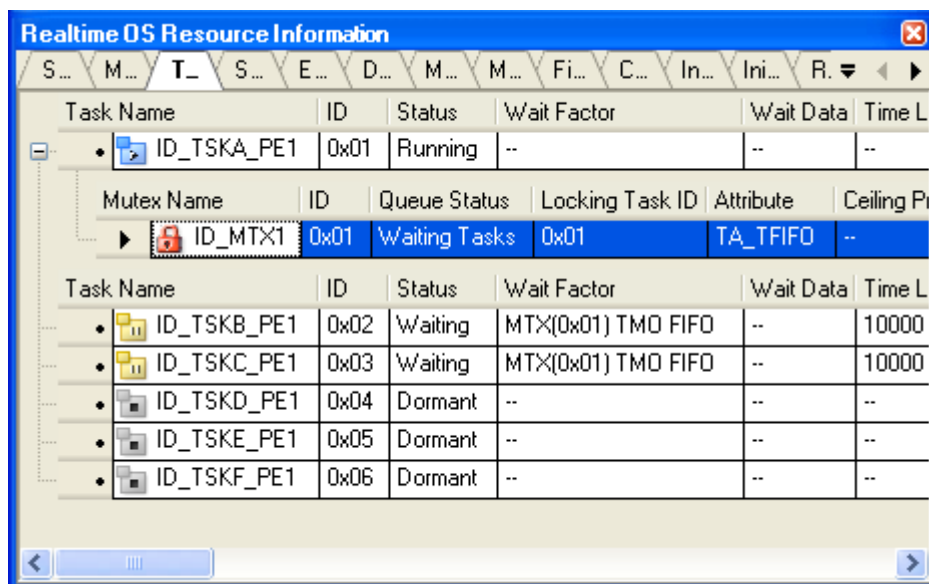 Realtime OS Resource Information
S... M... T_ S... E... D... M... M... Fi... C... In... Ini... R.
Task Name ID Status Wait Factor Wait Data Time L
ID_TSKA_PE1 0x01 Running -- -- --
Mutex Name ID Queue Status Locking Task ID Attribute Ceiling Pr
ID_MTX1 0x01 Waiting Tasks 0x01 TA_TFIFO --
Task Name ID Status Wait Factor Wait Data Time L
ID_TSKB_PE1 0x02 Waiting MTX(0x01) TMO FIFO -- 10000
ID_TSKC_PE1 0x03 Waiting MTX(0x01) TMO FIFO -- 10000
ID_TSKD_PE1 0x04 Dormant -- -- --
ID_TSKE_PE1 0x05 Dormant -- -- --
ID_TSKF_PE1 0x06 Dormant -- -- --